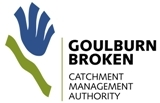 GOULBURN
BROKEN
CATCHMENT
MANAGEMENT
AUTHORITY